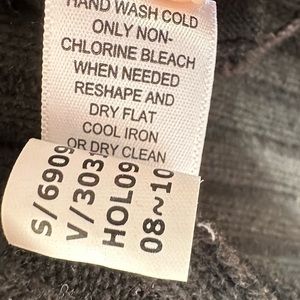 HAND WASH COLD
ONLY NON-
CHLORINE BLEACH
WHEN NEEDED
RESHAPE AND
DRY FLAT
COOL IRON
OR DRY CLEAN
S/6909
V/303
HOL09
08~10